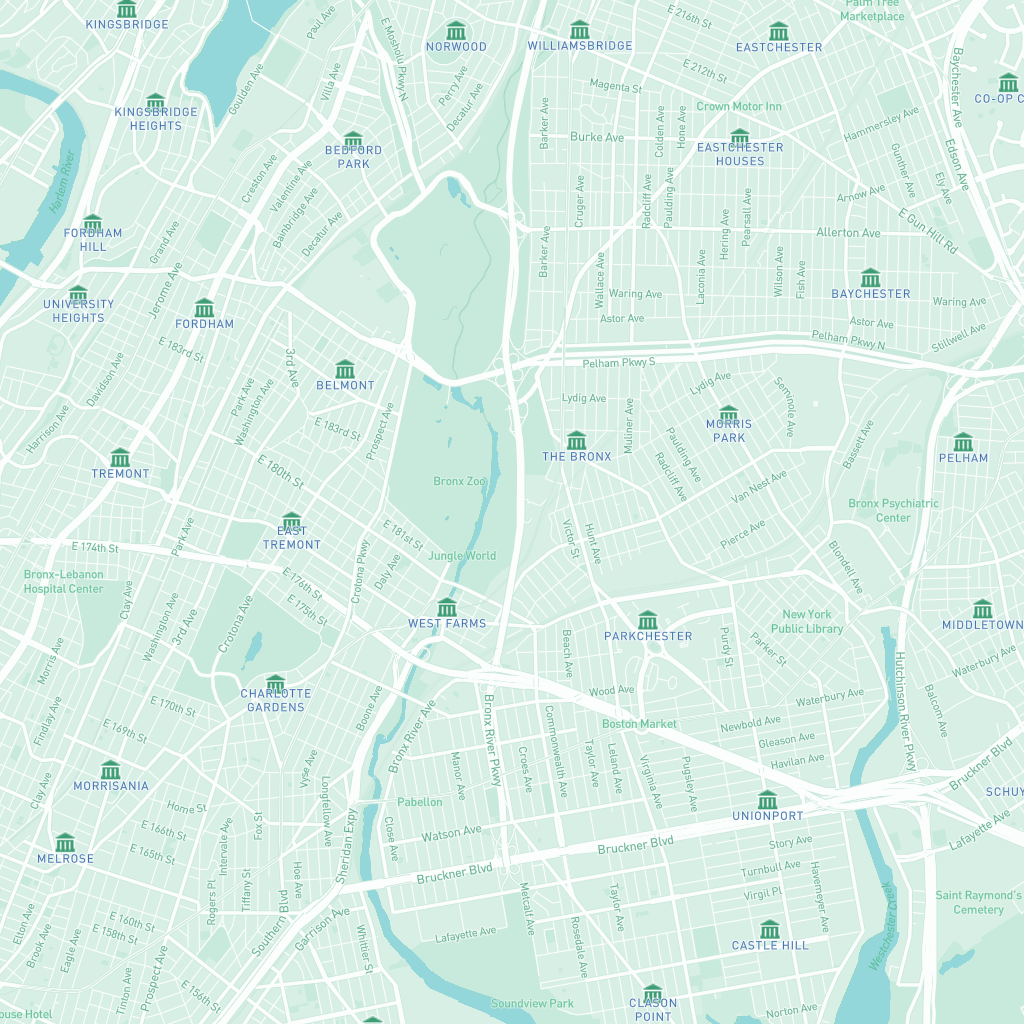 KINGSBRIDGE
Paul Ave
E Mosholu Pkwy N
NORWOOD
WILLIAMSBRIDGE
E 216th St
EASTCHESTER
Palm Tree
Marketplace
Baychester Ave
CO-OP C
Goulden Ave
Villa Ave
Perry Ave
Decatur Ave
E 212th St
Magenta St
Crown Motor Inn
KINGSBRIDGE
HEIGHTS
BEDFORD
PARK
Barker Ave
Burke Ave
Colden Ave
Hone Ave
EASTCHESTER
HOUSES
Hammersley Ave
Edson Ave
Gunther Ave
Ely Ave
Harlem River
Creston Ave
Valentine Ave
Bainbridge Ave
Decatur Ave
Cruger Ave
Radcliff Ave
Paulding Ave
Pearsall Ave
Arnow Ave
E Gun Hill Rd
FORDHAM
HILL
Grand Ave
Jerome Ave
Barker Ave
Wallace Ave
Laconia Ave
Hering Ave
Wilson Ave
Fish Ave
Allerton Ave
UNIVERSITY
HEIGHTS
FORDHAM
Waring Ave
BAYCHESTER
Waring Ave
Astor Ave
Astor Ave
Stillwell Ave
E 183rd St
3rd Ave
BELMONT
Pelham Pkwy S
Pelham Pkwy N
Davidson Ave
Park Ave
Washington Ave
Lydig Ave
Lydig Ave
Seminole Ave
Harrison Ave
E 183rd St
Prospect Ave
Muliner Ave
MORRIS
PARK
Bassett Ave
THE BRONX
Paulding Ave
Radcliff Ave
PELHAM
TREMONT
E 180th St
Bronx Zoo
Van Nest Ave
Bronx Psychiatric
Center
Park Ave
EAST
TREMONT
E 181st St
Victor St
Hunt Ave
Pierce Ave
E 174th St
Crotona Pkwy
Daly Ave
Jungle World
Blondell Ave
Bronx-Lebanon
Hospital Center
Clay Ave
Washington Ave
3rd Ave
Crotona Ave
E 176th St
E 175th St
WEST FARMS
PARKCHESTER
New York
Public Library
MIDDLETOWN
Morris Ave
Beach Ave
Purdy St
Parker St
Waterbury Ave
Hutchinson River Pkwy
CHARLOTTE
GARDENS
Findlay Ave
E 170th St
E 169th St
Boone Ave
Bronx River Ave
Bronx River Pkwy
Wood Ave
Commonwealth Ave
Boston Market
Waterbury Ave
Newbold Ave
Gleason Ave
Havilan Ave
Balcom Ave
Bruckner Blvd
MORRISANIA
Clay Ave
Vyse Ave
Longfellow Ave
Manor Ave
Croes Ave
Taylor Ave
Leland Ave
Virginia Ave
Pugsley Ave
UNIONPORT
SCHUY
Home St
Pabellon
E 166th St
Fox St
Sheridan Expy
Close Ave
Watson Ave
Lafayette Ave
MELROSE
E 165th St
Intervale Ave
Hoe Ave
Bruckner Blvd
Bruckner Blvd
Story Ave
Turnbull Ave
Virgil Pl
Havemeyer Ave
Rogers Pl
Tiffany St
Southern Blvd
Garrison Ave
Metcalf Ave
Taylor Ave
Saint Raymond's
Cemetery
Elton Ave
Brook Ave
Eagle Ave
E 160th St
E 158th St
Whittier St
Lafayette Ave
Rosedale Ave
CASTLE HILL
Westchester Creek
Tinton Ave
Prospect Ave
E 156th St
Soundview Park
CLASON
POINT
Norton Ave
ouse Hotel